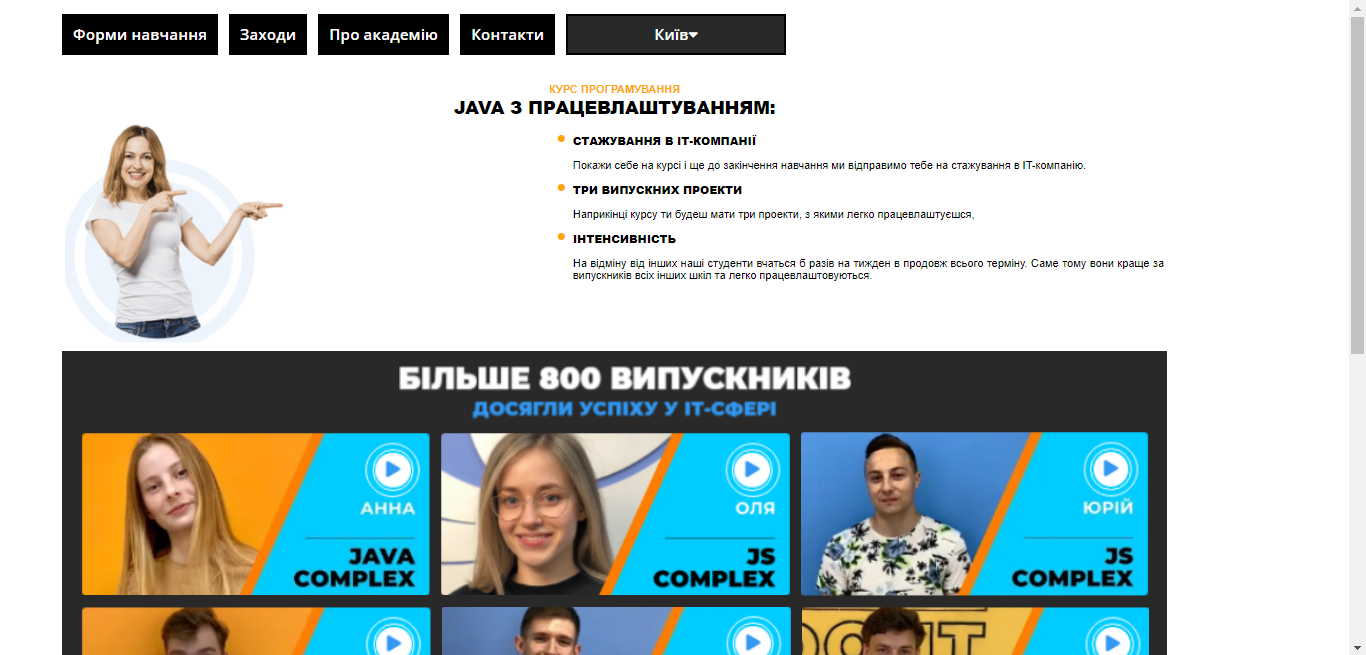 Форми навчання
Заходи
Про академію
Контакти
Київ
КУРС ПРОГРАМУВАННЯ
JAVA З ПРАЦЕВЛАШТУВАННЯМ:
СТАЖУВАННЯ В ІТ-КОМПАНІЇ
Покажи себе на курсі і ще до закінчення навчання ми відправимо тебе на стажування в ІТ-компанію.
ТРИ ВИПУСКНИХ ПРОЕКТИ
Наприкінці курсу ти будеш мати три проекти, з якими легко працевлаштуєшся,
ІНТЕНСИВНІСТЬ
На відміну від інших наші студенти вчаться 6 разів на тижден в продовж всього терміну. Саме тому вони краще за
випускників всіх інших шкіл та легко працевлаштовуються.
БІЛЬШЕ 800 ВИПУСКНИКІВ
ДОСЯГЛИ УСПІХУ У ІТ-СФЕРІ
АННА
JAVA
COMPLEX
ОЛЯ
JS
COMPLEX
ЮРІЙ
JS
COMPLEX